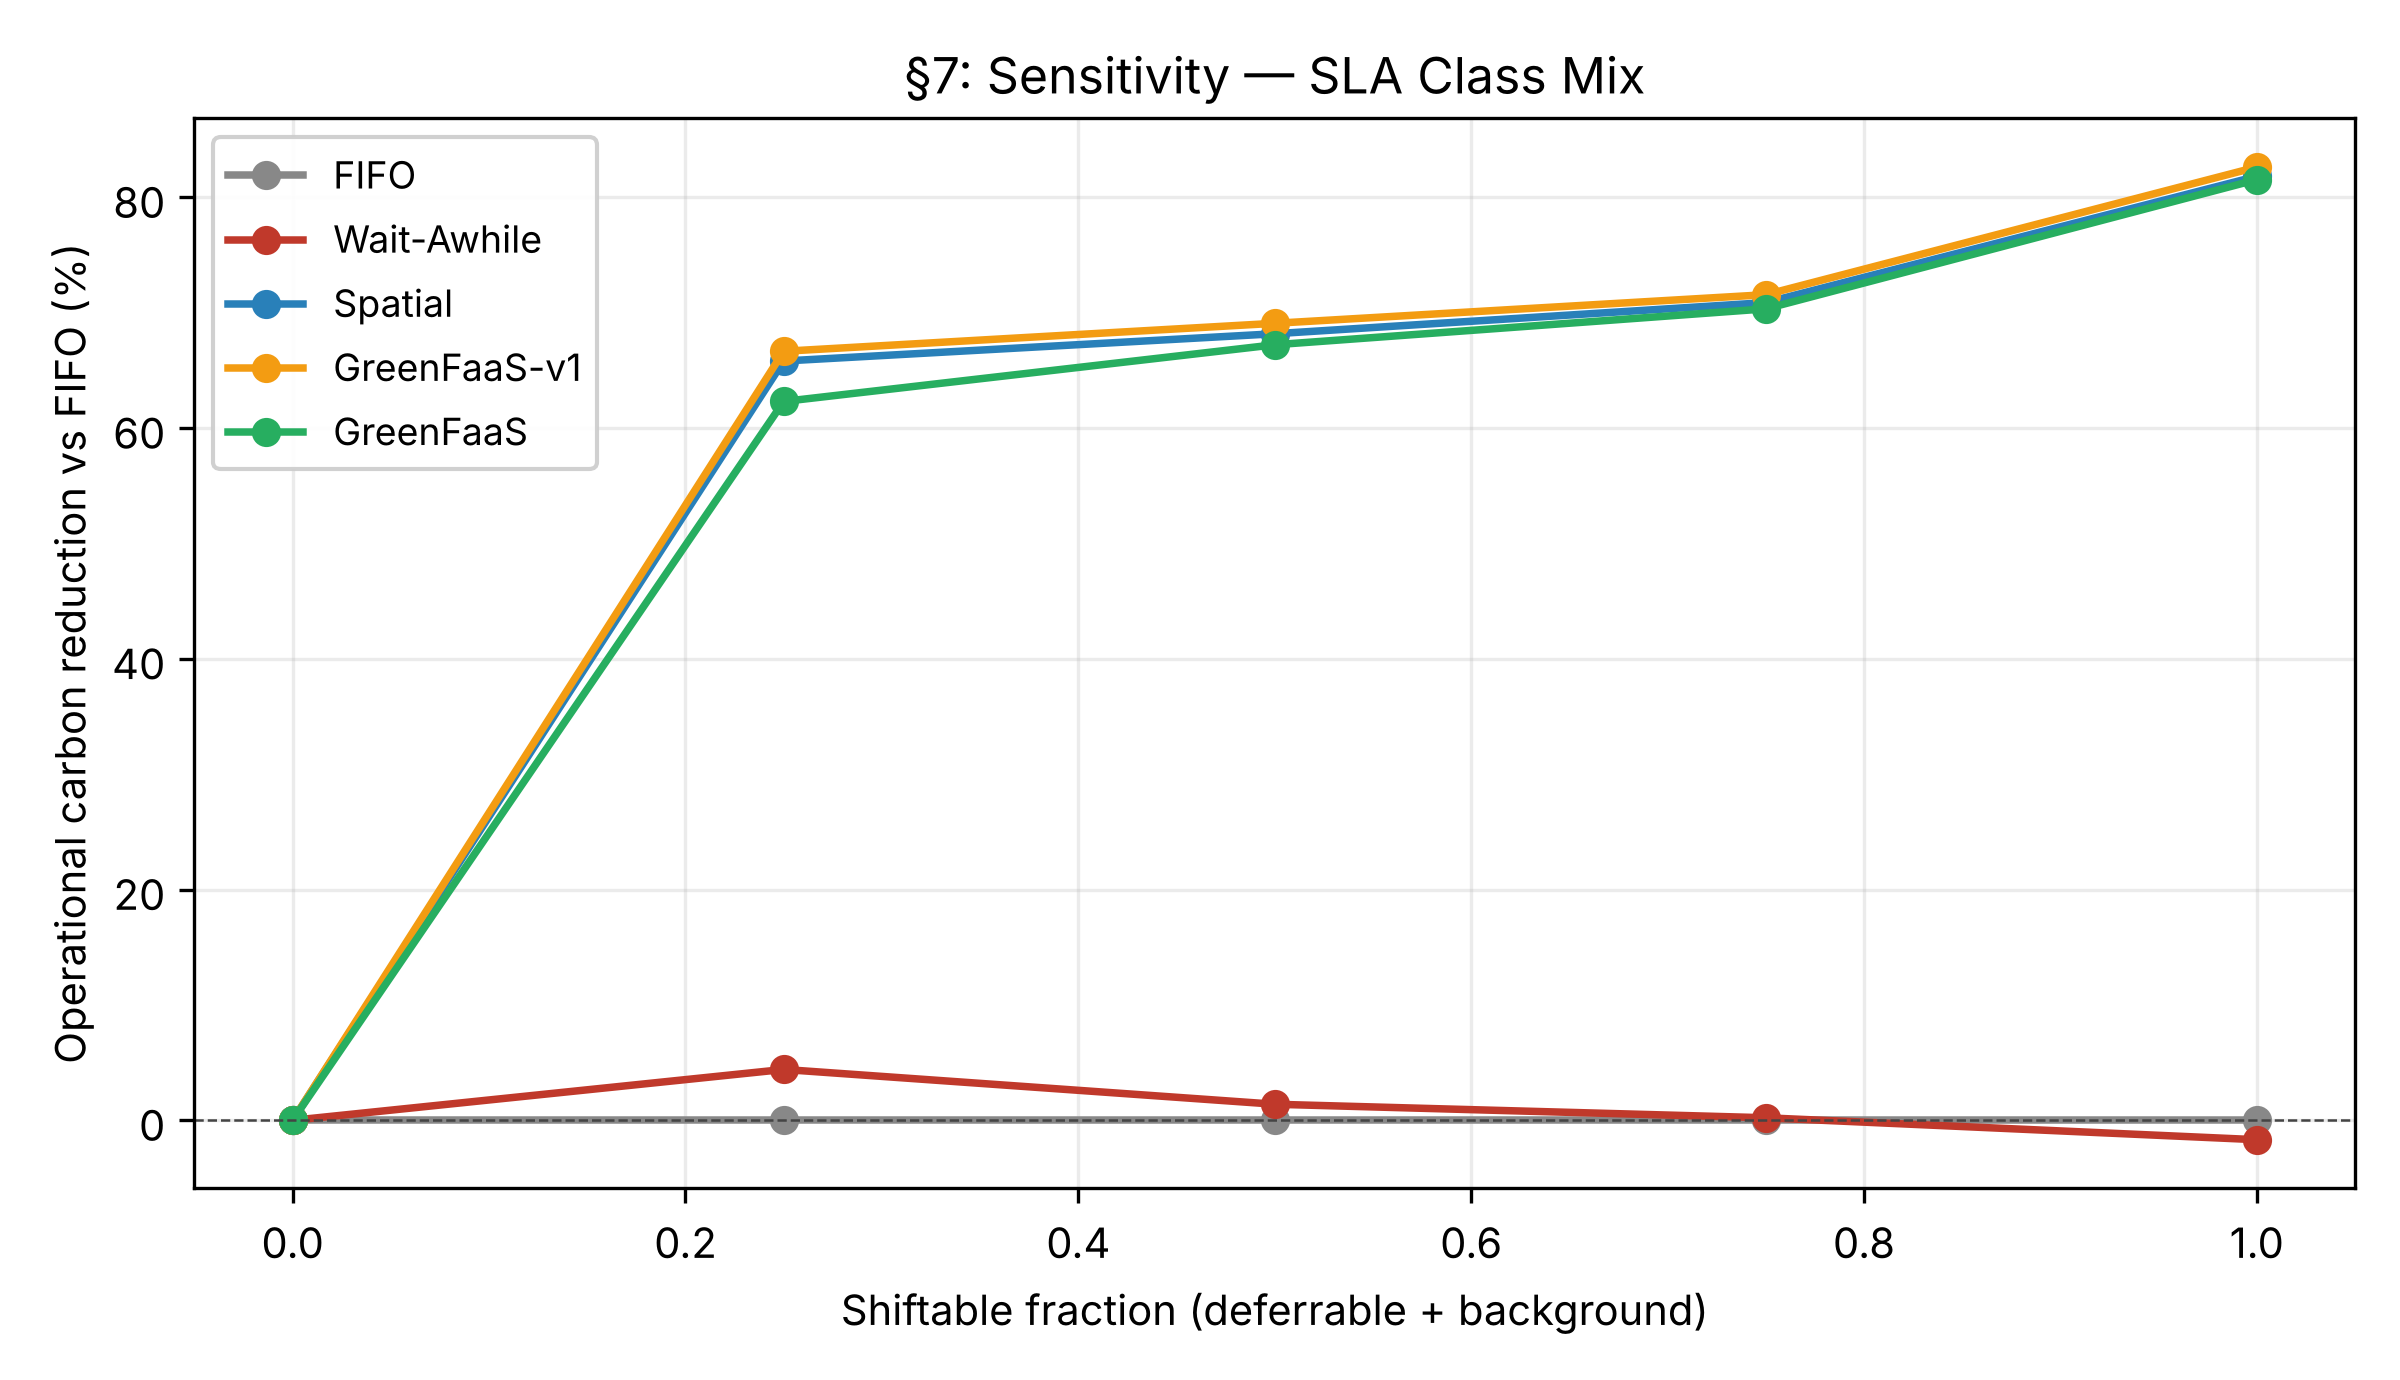 §7: Sensitivity — SLA Class Mix
FIFO
Wait-Awhile
Spatial
GreenFaaS-v1
GreenFaaS
Operational carbon reduction vs FIFO (%)
80
60
40
20
0
0.0 0.2 0.4 0.6 0.8 1.0
Shiftable fraction (deferrable + background)